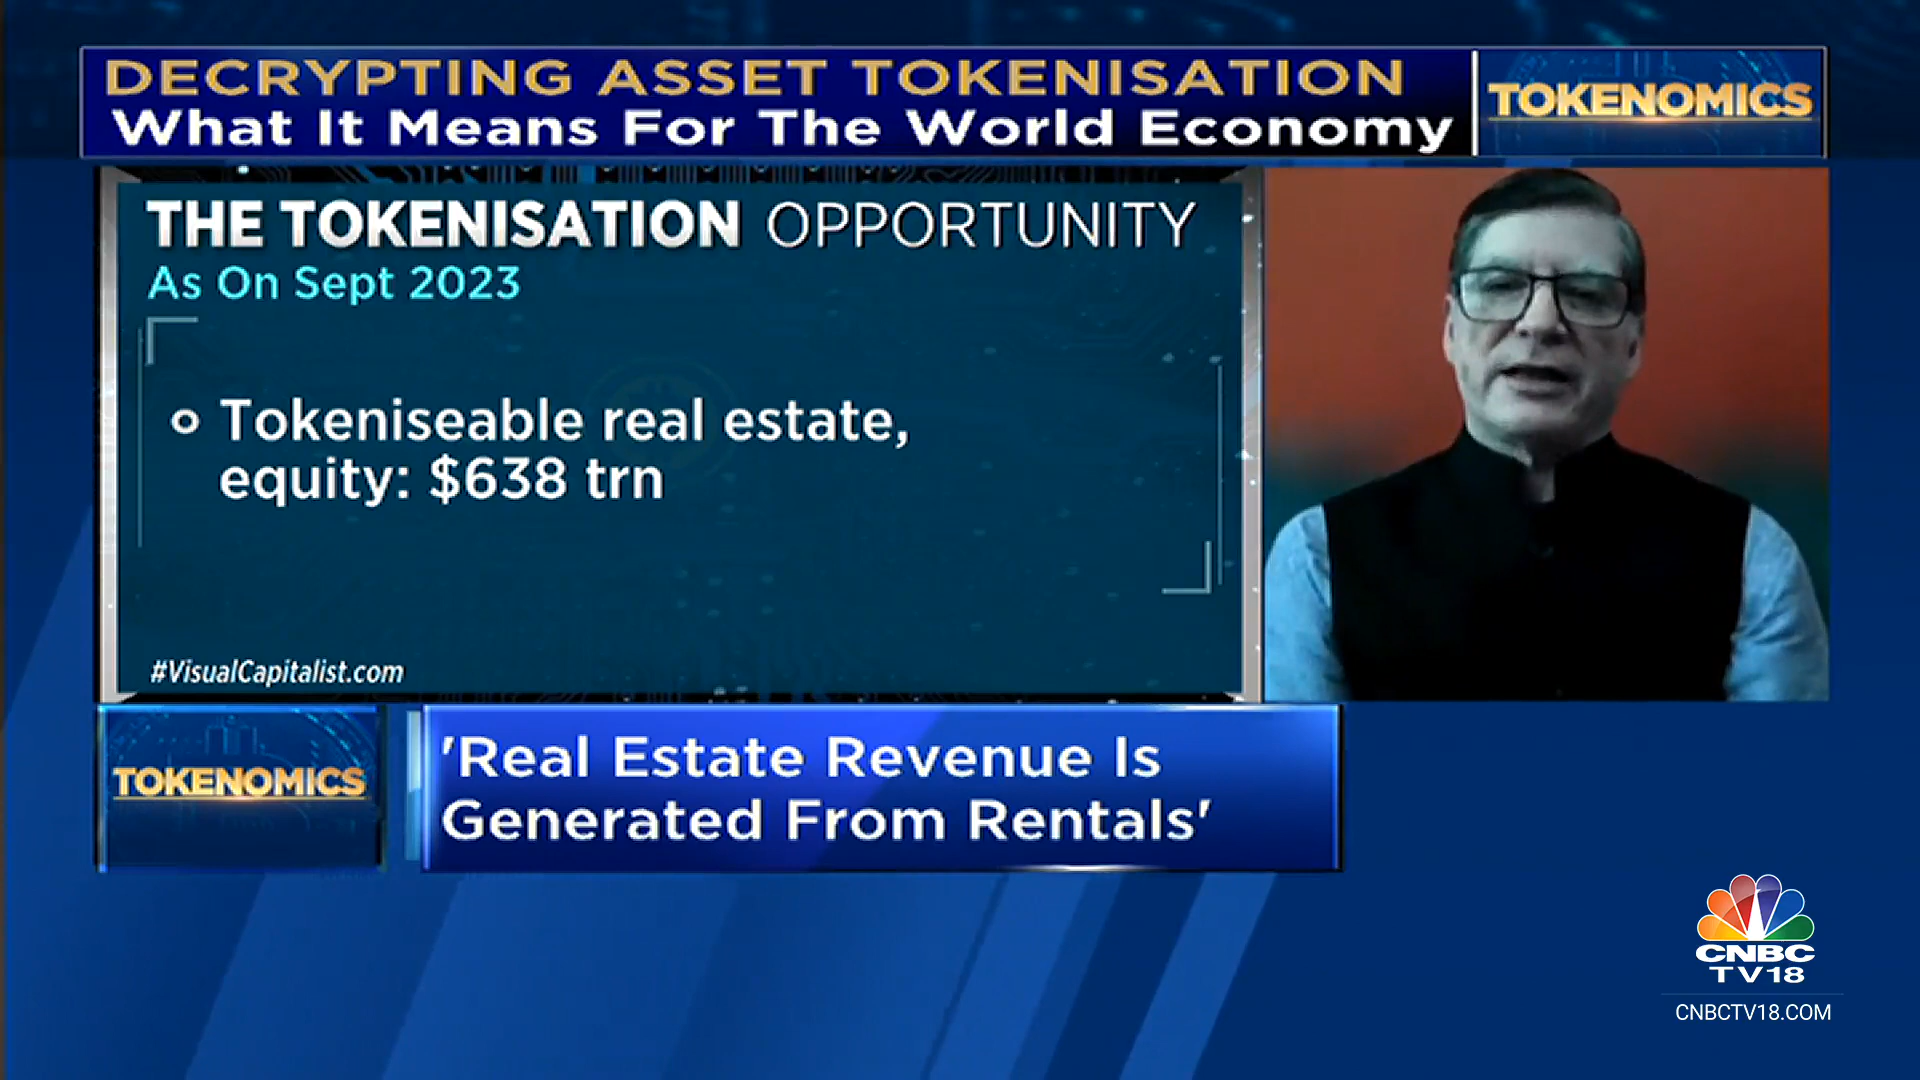 DECRYPTING ASSET TOKENISATION
What It Means For The World Economy
TOKENOMICS
THE TOKENISATION OPPORTUNITY
As On Sept 2023
Tokeniseable real estate,
equity: $638 trn
#VisualCapitalist.com
TOKENOMICS
'Real Estate Revenue Is
Generated From Rentals'
CNBC
TV18
CNBCTV18.COM